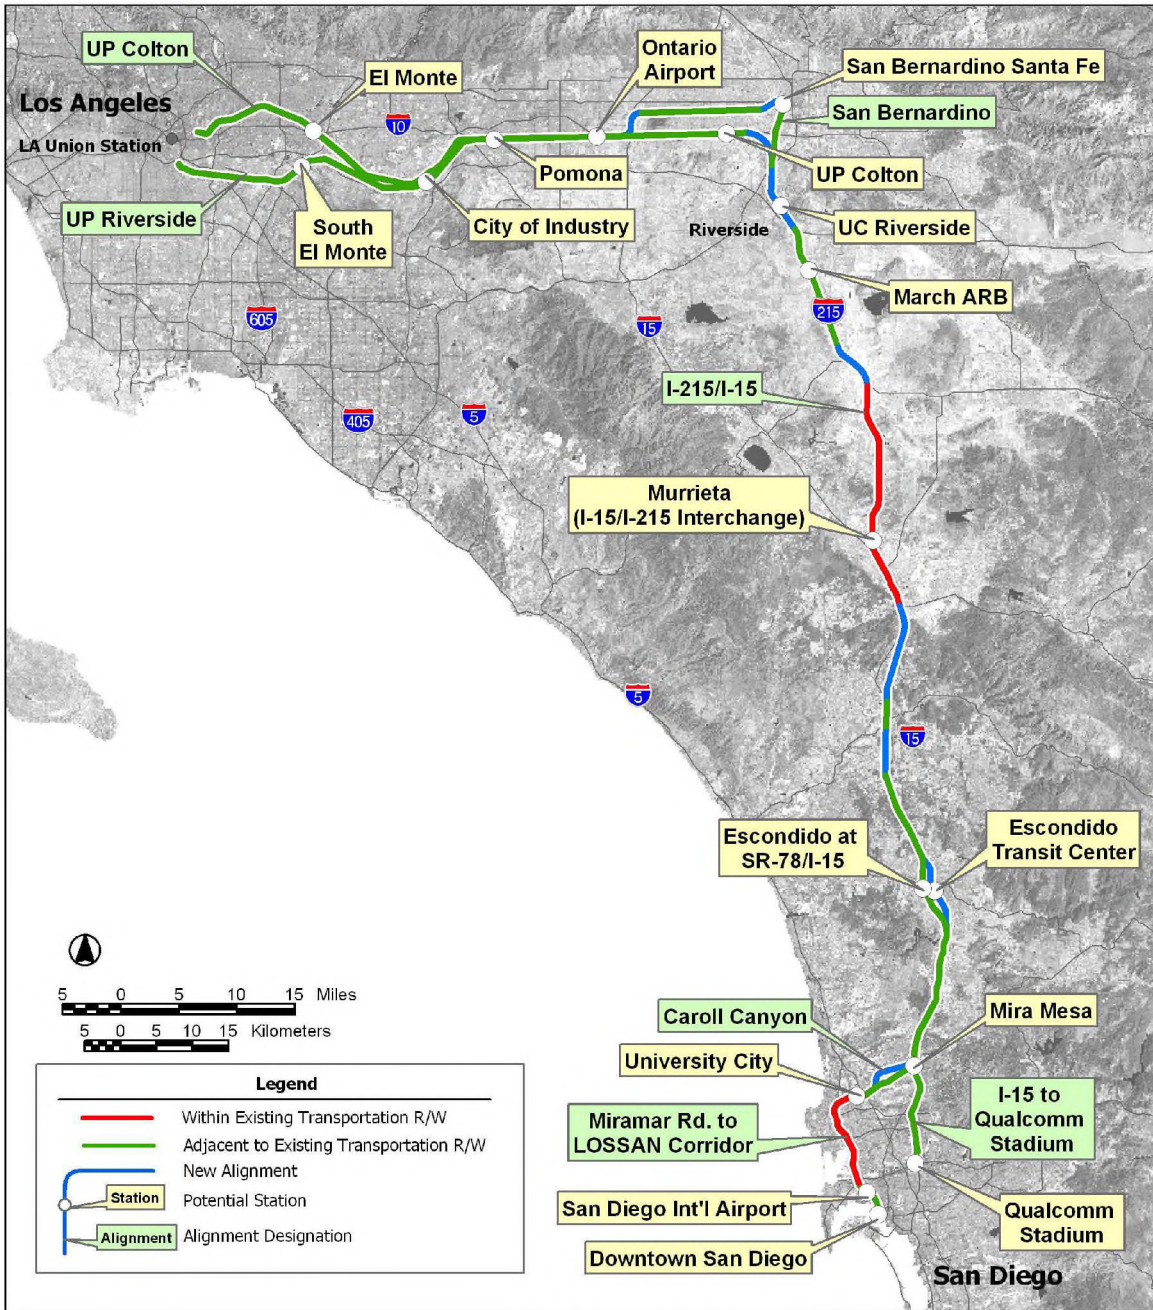 UP Colton
El Monte
Ontario
Airport
San Bernardino Santa Fe
Los Angeles
San Bernardino
10
LA Union Station
Pomona
UP Colton
UP Riverside
South
El Monte
City of Industry
Riverside
UC Riverside
March ARB
605
15
215
I-215/I-15
405
5
Murrieta
(I-15/I-215 Interchange)
5
15
Escondido at
SR-78/I-15
Escondido
Transit Center
5 0 5 10 15 Miles
5 0 5 10 15 Kilometers
Caroll Canyon
Mira Mesa
University City
Miramar Rd. to
LOSSAN Corridor
I-15 to
Qualcomm
Stadium
San Diego Int'l Airport
Qualcomm
Stadium
Downtown San Diego
San Diego
Legend
Within Existing Transportation R/W
Adjacent to Existing Transportation R/W
New Alignment
Station
Potential Station
Alignment
Alignment Designation